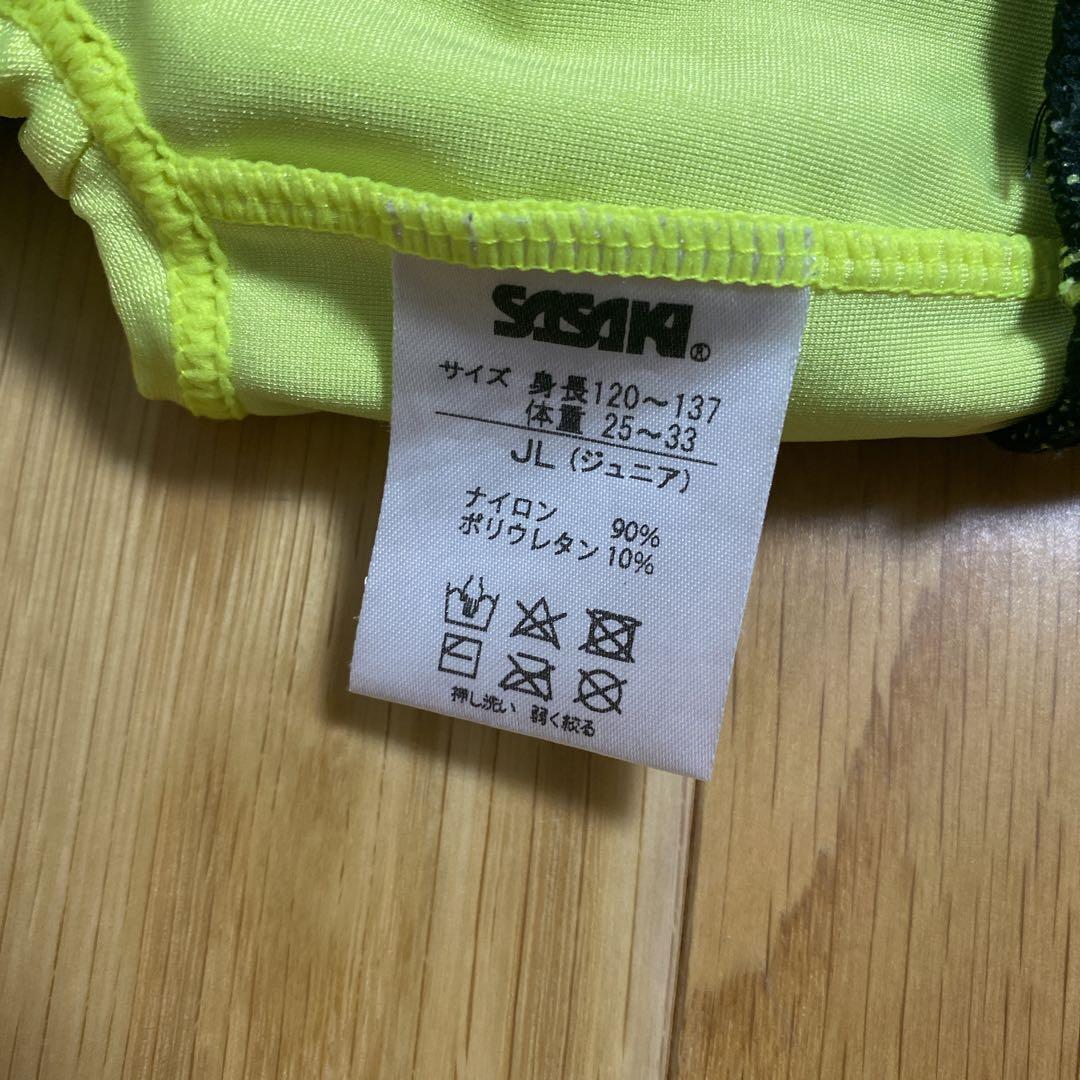 SASAKI®
サイズ 身長120～137
体重 25～33
JL (ジュニア)
ナイロン 90%
ポリウレタン 10%
押し洗い 弱く絞る